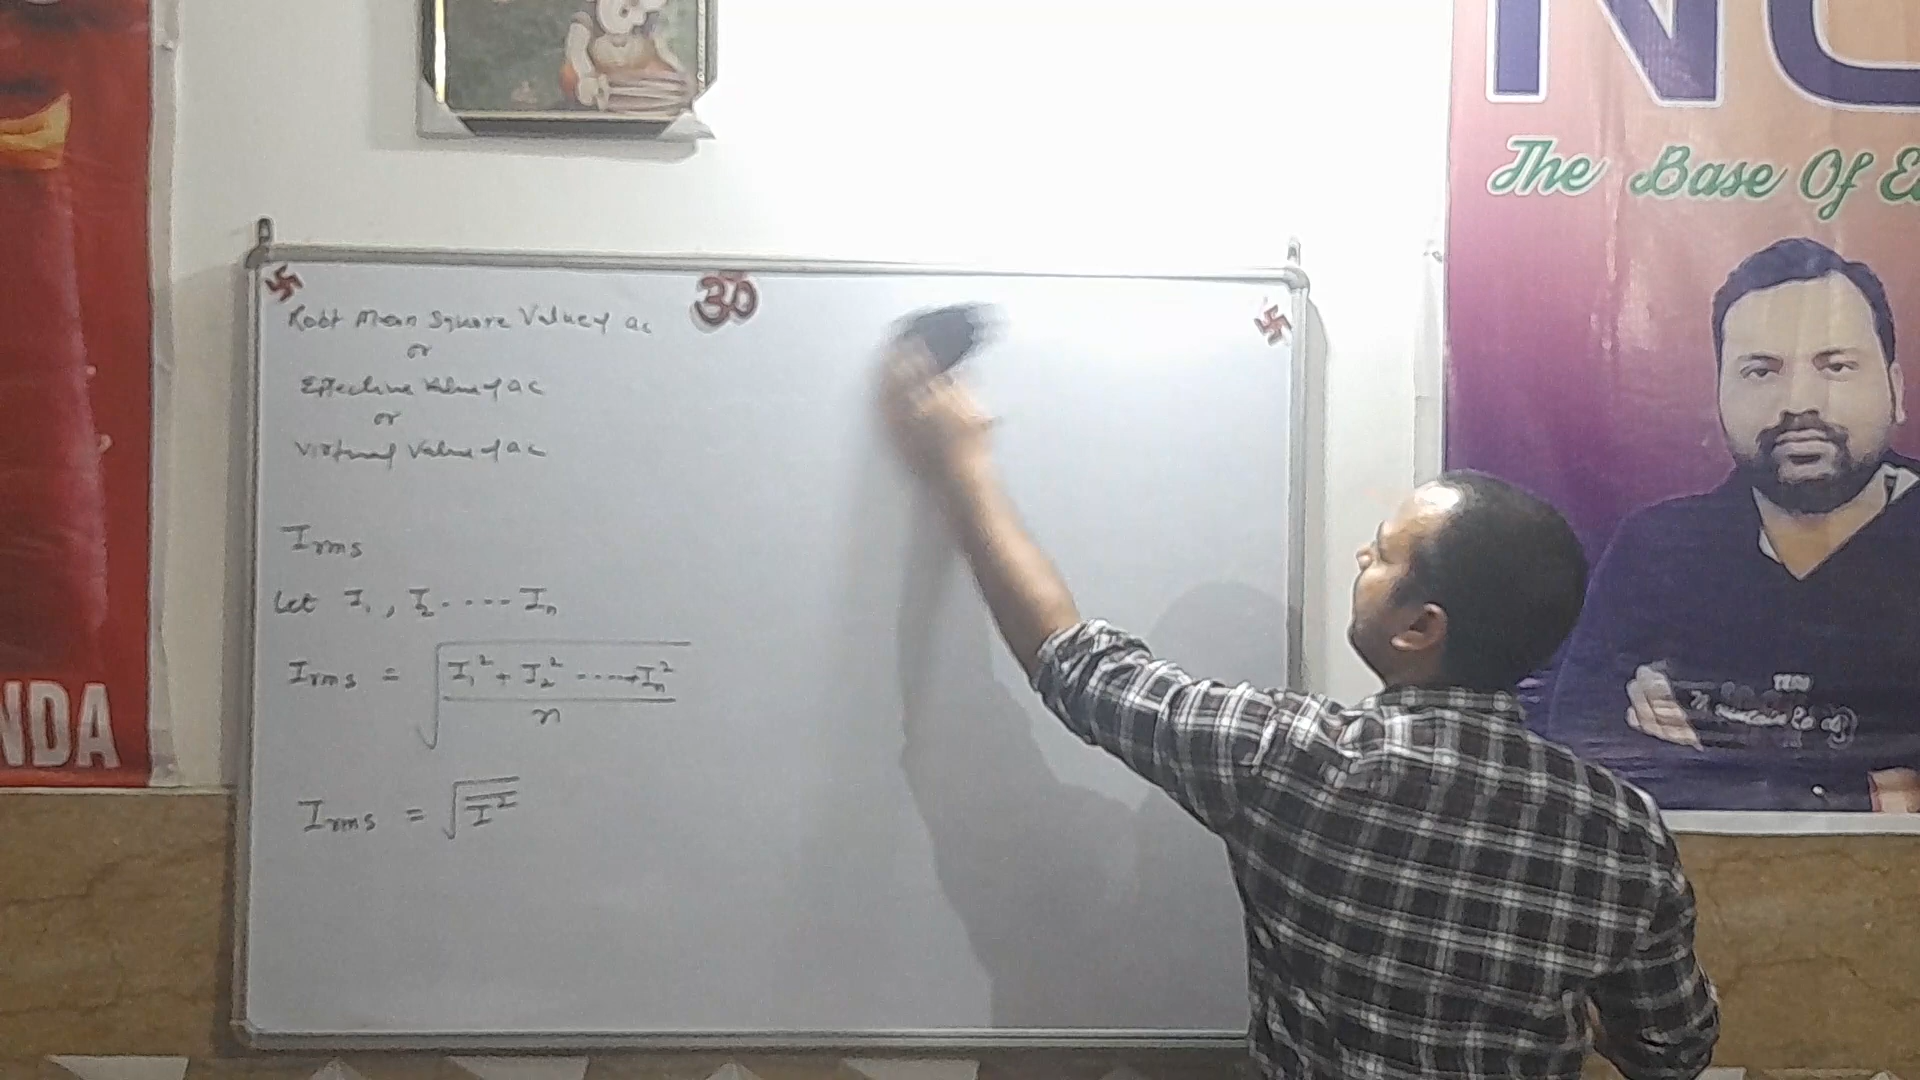 ॐ
Root Mean Square Value of ac
or
Effective Value of ac
or
Virtual Value of ac
Irms
Let I₁, I₂ ..... Iₙ
Irms = √((I₁² + I₂² .....+ Iₙ²)/n)
Irms = √(I̅²)
NDA
The Base Of